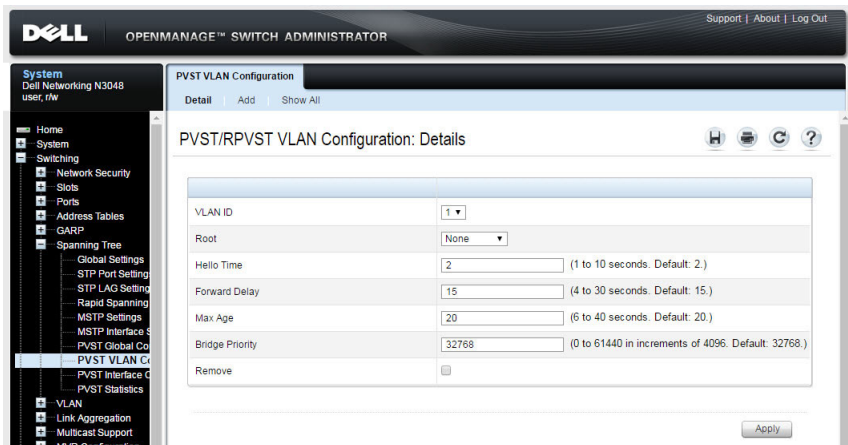 Support | About | Log Out
DELL OPENMANAGE™ SWITCH ADMINISTRATOR
System
Dell Networking N3048
user, r/w
Home
System
Switching
Network Security
Slots
Ports
Address Tables
GARP
Spanning Tree
Global Settings
STP Port Setting
STP LAG Setting
Rapid Spanning
MSTP Settings
MSTP Interface S
PVST Global Co
PVST VLAN Co
PVST Interface C
PVST Statistics
VLAN
Link Aggregation
Multicast Support
PVST VLAN Configuration
Detail Add Show All
PVST/RPVST VLAN Configuration: Details
VLAN ID 1
Root None
Hello Time 2 (1 to 10 seconds. Default: 2.)
Forward Delay 15 (4 to 30 seconds. Default: 15.)
Max Age 20 (6 to 40 seconds. Default: 20.)
Bridge Priority 32768 (0 to 61440 in increments of 4096. Default: 32768.)
Remove
Apply